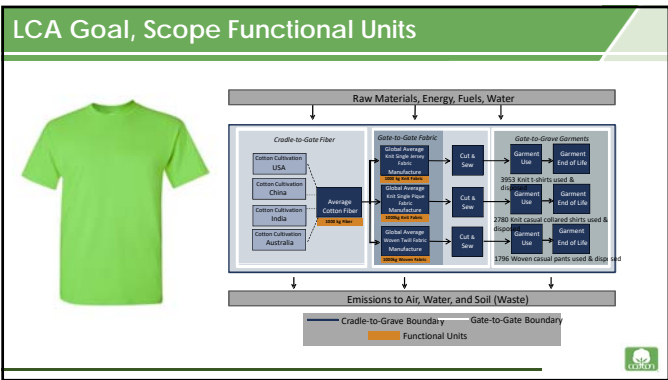 LCA Goal, Scope Functional Units
Raw Materials, Energy, Fuels, Water
Cradle-to-Gate Fiber
Cotton Cultivation
USA
Cotton Cultivation
China
Cotton Cultivation
India
Cotton Cultivation
Australia
Average
Cotton Fiber
1000 kg Fiber
Gate-to-Gate Fabric
Global Average
Knit Single Jersey
Fabric
Manufacture
1000 kg Knit Fabric
Global Average
Knit Single Pique
Fabric
Manufacture
1000kg Knit Fabric
Global Average
Woven Twill Fabric
Manufacture
1000kg Woven Fabric
Cut &
Sew
Cut &
Sew
Cut &
Sew
Gate-to-Grave Garments
Garment
Use
Garment
End of Life
3953 Knit t-shirts used &
disposed
Garment
Use
Garment
End of Life
2780 Knit casual collared shirts used &
disposed
Garment
Use
Garment
End of Life
1796 Woven casual pants used & disposed
Emissions to Air, Water, and Soil (Waste)
Cradle-to-Grave Boundary
Gate-to-Gate Boundary
Functional Units
cotton